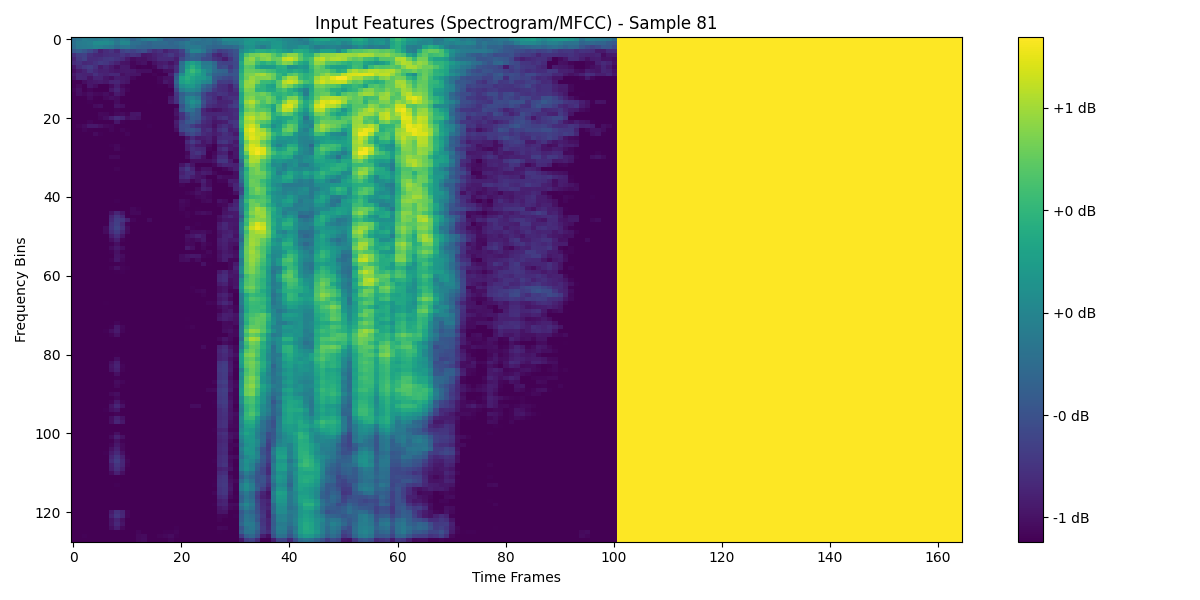 Input Features (Spectrogram/MFCC) - Sample 81
Frequency Bins
0
20
40
60
80
100
120
0 20 40 60 80 100 120 140 160
Time Frames
+1 dB
+0 dB
+0 dB
-0 dB
-1 dB